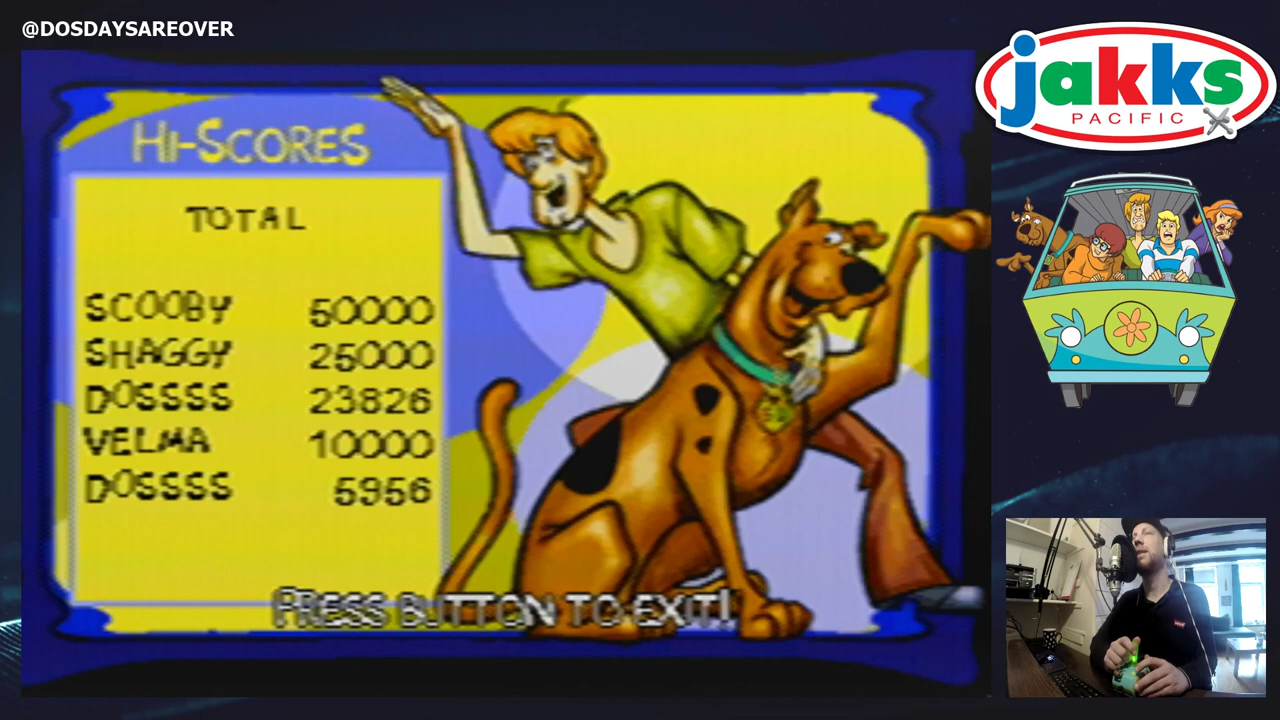 @DOSDAYSAREOVER
jakks
PACIFIC
HI-SCORES
TOTAL
SCOOBY 50000
SHAGGY 25000
DOSSSS 23826
VELMA 10000
DOSSSS 5956
PRESS BUTTON TO EXIT!